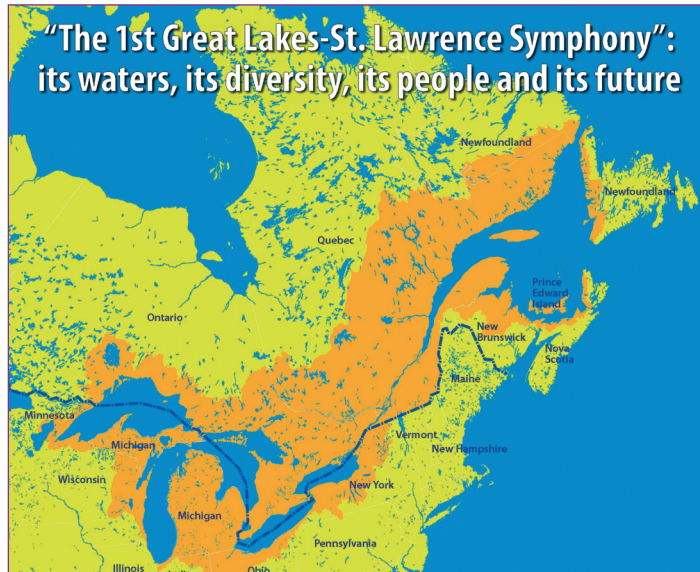 “The 1st Great Lakes-St. Lawrence Symphony”:
its waters, its diversity, its people and its future
Newfoundland
Newfoundland
Quebec
Prince
Edward
Island
Ontario
New
Brunswick
Nova
Scotia
Maine
Minnesota
Vermont
Michigan
New Hampshire
Wisconsin
New York
Michigan
Pennsylvania
Illinois
Ohio